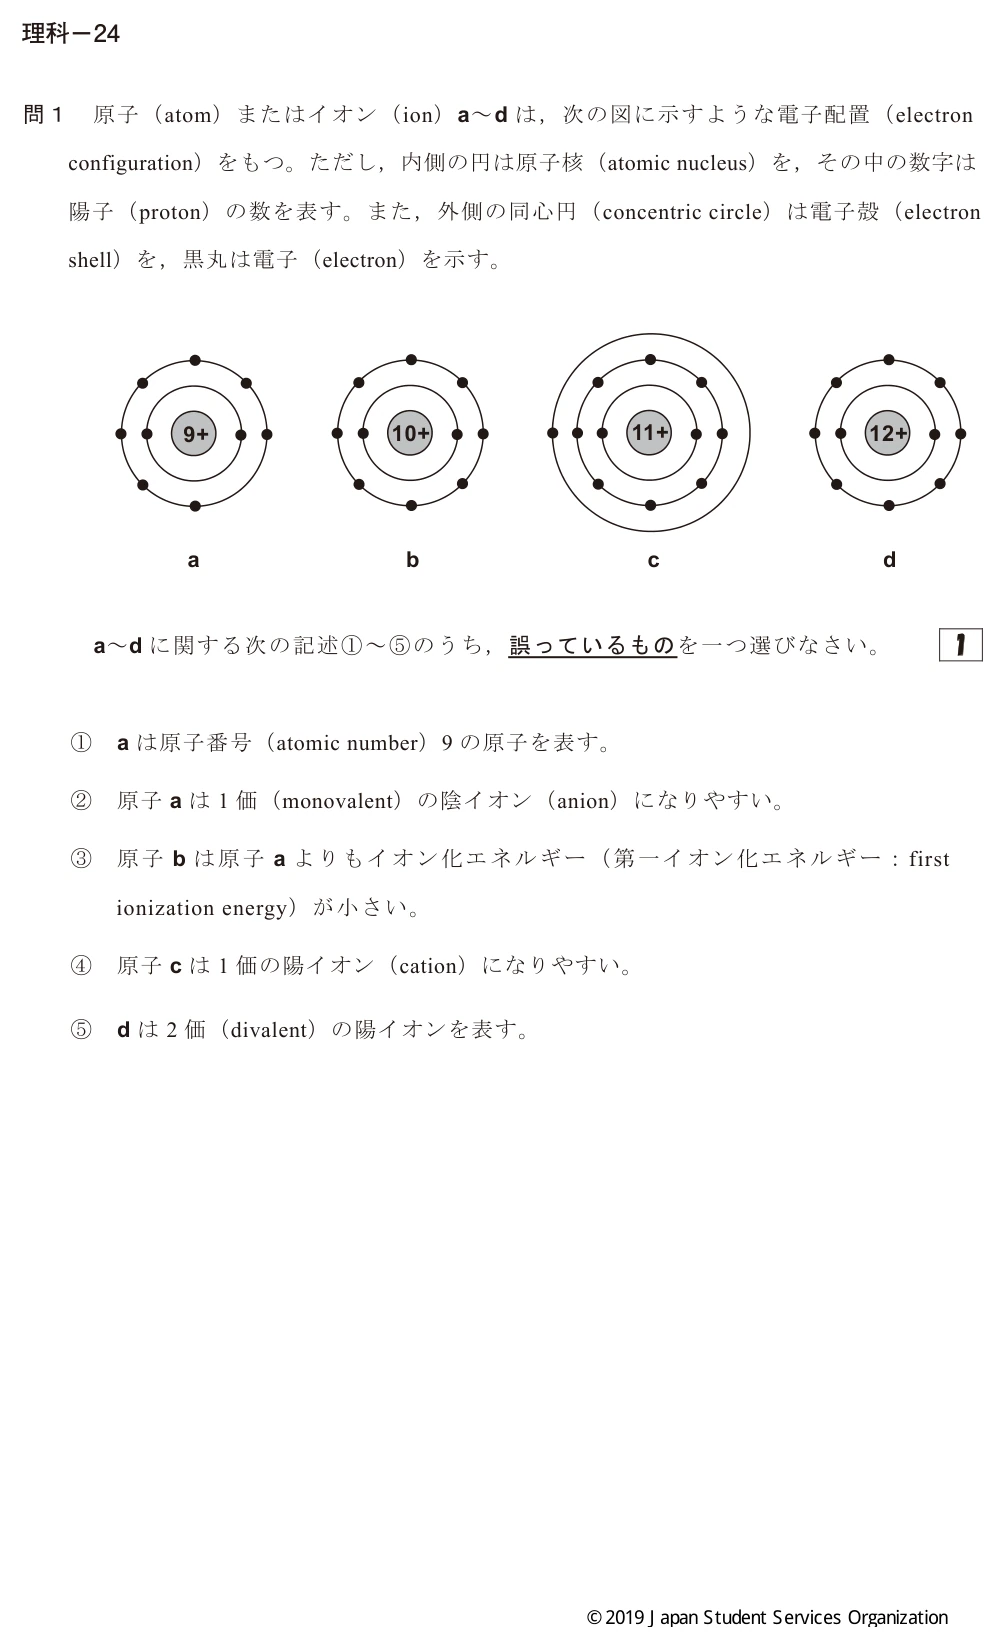 理科－24
問1　原子（atom）またはイオン（ion）a～d は，次の図に示すような電子配置（electron
configuration）をもつ。ただし，内側の円は原子核（atomic nucleus）を，その中の数字は
陽子（proton）の数を表す。また，外側の同心円（concentric circle）は電子殻（electron
shell）を，黒丸は電子（electron）を示す。
9+ 10+ 11+ 12+
a b c d
a～d に関する次の記述①～⑤のうち，誤っているものを一つ選びなさい。 1
① a は原子番号（atomic number）9 の原子を表す。
② 原子 a は 1 価（monovalent）の陰イオン（anion）になりやすい。
③ 原子 b は原子 a よりもイオン化エネルギー（第一イオン化エネルギー：first
ionization energy）が小さい。
④ 原子 c は 1 価の陽イオン（cation）になりやすい。
⑤ d は 2 価（divalent）の陽イオンを表す。
© 2019 Japan Student Services Organization